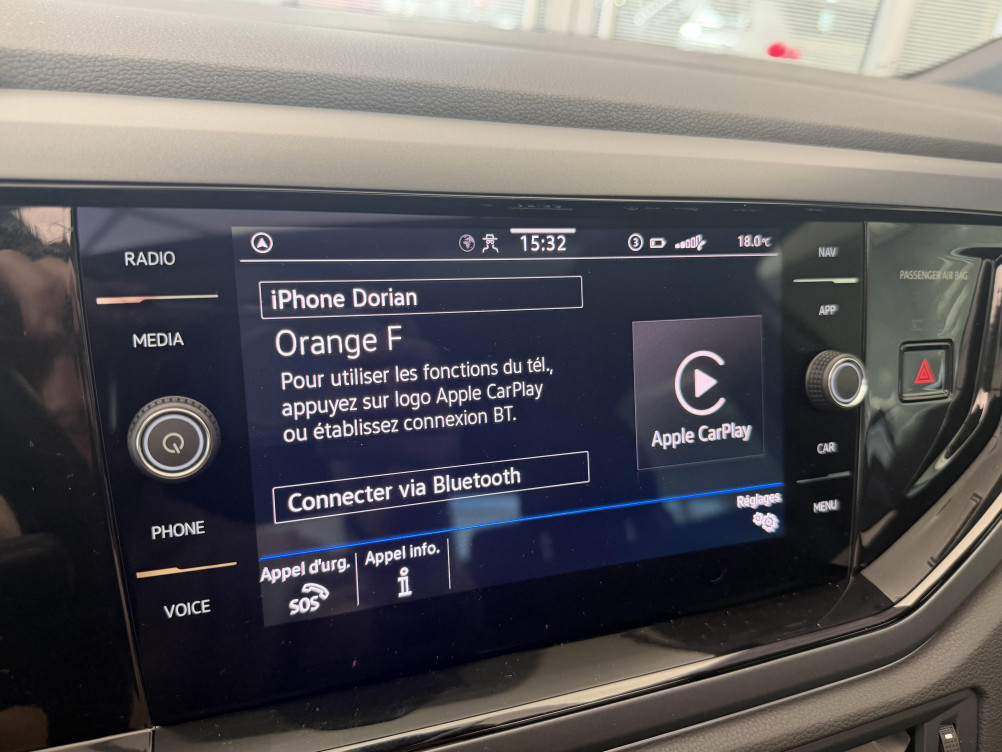 RADIO
MEDIA
PHONE
VOICE
15:32
3
18.0°C
iPhone Dorian
Orange F
Pour utiliser les fonctions du tél.,
appuyez sur logo Apple CarPlay
ou établissez connexion BT.
Connecter via Bluetooth
Apple CarPlay
Réglages
Appel d'urg.
SOS
Appel info.
i
NAV
APP
CAR
MENU
PASSENGER AIR BAG